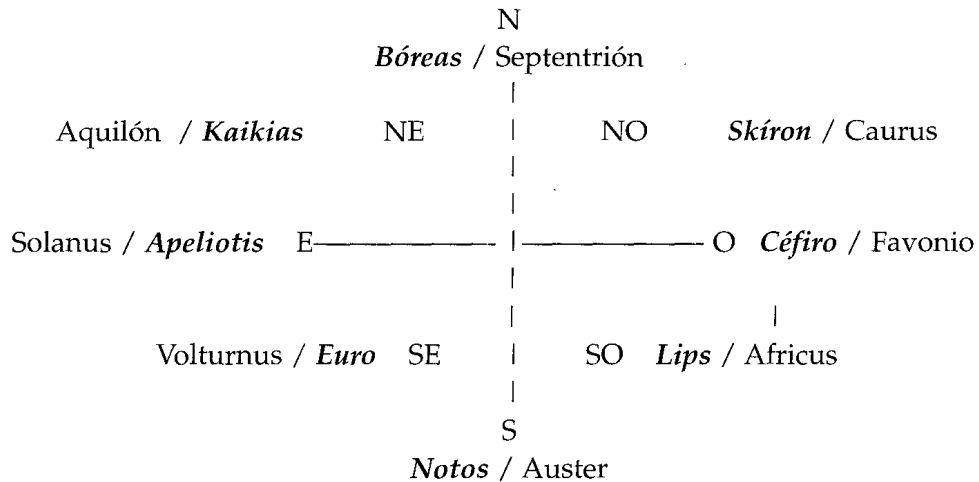 N
Bóreas / Septentrión
Aquilón / Kaikias NE NO Skíron / Caurus
Solanus / Apeliotis E O Céfiro / Favonio
Volturnus / Euro SE SO Lips / Africus
S
Notos / Auster